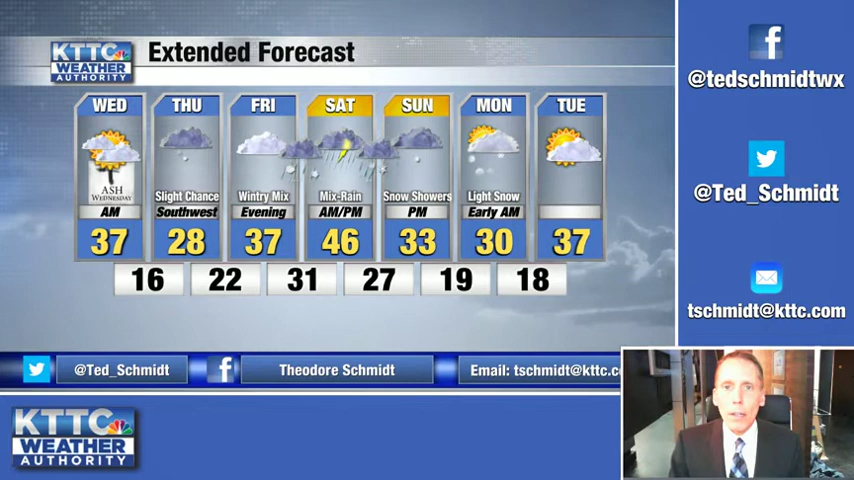 KTTC
WEATHER
AUTHORITY
Extended Forecast
WED
THU
FRI
SAT
SUN
MON
TUE
ASH
WEDNESDAY
Slight Chance
Wintry Mix
Mix-Rain
Snow Showers
Light Snow
AM
Southwest
Evening
AM/PM
PM
Early AM
37
28
37
46
33
30
37
16
22
31
27
19
18
@Ted_Schmidt
Theodore Schmidt
Email: tschmidt@kttc.co
KTTC
WEATHER
AUTHORITY
@tedschmidtwx
@Ted_Schmidt
tschmidt@kttc.com